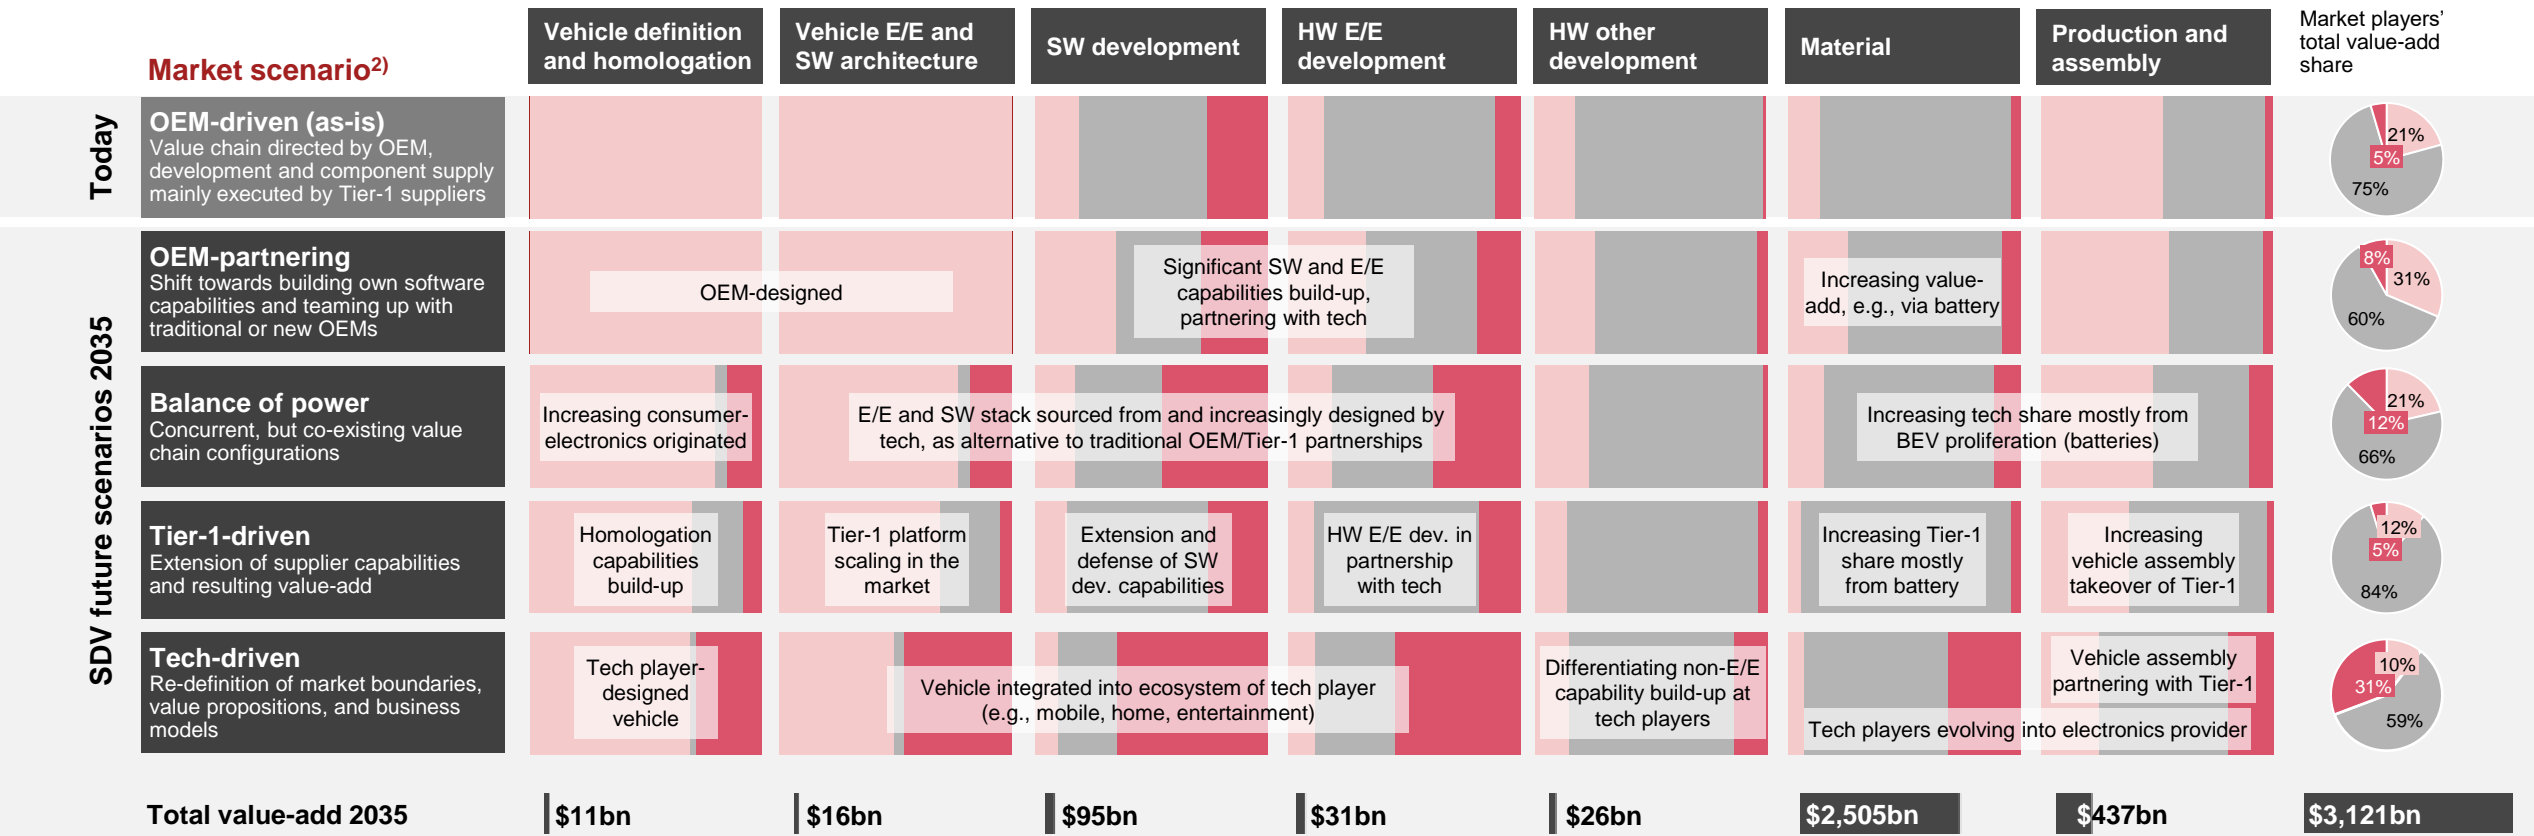 Market scenario2)
Vehicle definition
and homologation
Vehicle E/E and
SW architecture
SW development
HW E/E
development
HW other
development
Material
Production and
assembly
Market players'
total value-add
share
Today
OEM-driven (as-is)
Value chain directed by OEM,
development and component supply
mainly executed by Tier-1 suppliers
21%
5%
75%
SDV future scenarios 2035
OEM-partnering
Shift towards building own software
capabilities and teaming up with
traditional or new OEMs
OEM-designed
Significant SW and E/E
capabilities build-up,
partnering with tech
Increasing value-
add, e.g., via battery
8%
31%
60%
Balance of power
Concurrent, but co-existing value
chain configurations
Increasing consumer-
electronics originated
E/E and SW stack sourced from and increasingly designed by
tech, as alternative to traditional OEM/Tier-1 partnerships
Increasing tech share mostly from
BEV proliferation (batteries)
21%
12%
66%
Tier-1-driven
Extension of supplier capabilities
and resulting value-add
Homologation
capabilities
build-up
Tier-1 platform
scaling in the
market
Extension and
defense of SW
dev. capabilities
HW E/E dev. in
partnership
with tech
Increasing Tier-1
share mostly
from battery
Increasing
vehicle assembly
takeover of Tier-1
12%
5%
84%
Tech-driven
Re-definition of market boundaries,
value propositions, and business
models
Tech player-
designed
vehicle
Vehicle integrated into ecosystem of tech player
(e.g., mobile, home, entertainment)
Differentiating non-E/E
capability build-up at
tech players
Vehicle assembly
partnering with Tier-1
Tech players evolving into electronics provider
10%
31%
59%
Total value-add 2035
$11bn
$16bn
$95bn
$31bn
$26bn
$2,505bn
$437bn
$3,121bn